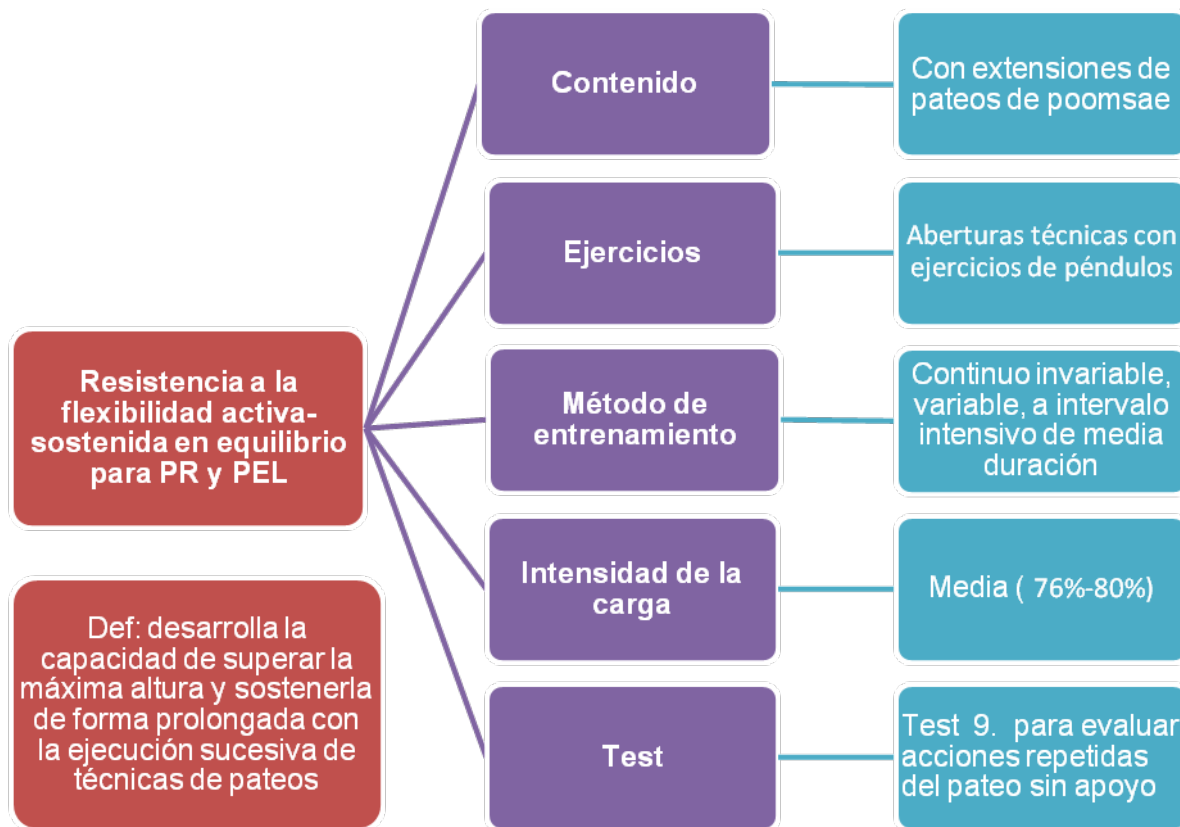 Contenido
Con extensiones de
pateos de poomsae
Ejercicios
Aberturas técnicas con
ejercicios de péndulos
Resistencia a la
flexibilidad activa-
sostenida en equilibrio
para PR y PEL
Método de
entrenamiento
Continuo invariable,
variable, a intervalo
intensivo de media
duración
Intensidad de la
carga
Media ( 76%-80%)
Def: desarrolla la
capacidad de superar la
máxima altura y sostenerla
de forma prolongada con
la ejecución sucesiva de
técnicas de pateos
Test
Test 9. para evaluar
acciones repetidas
del pateo sin apoyo